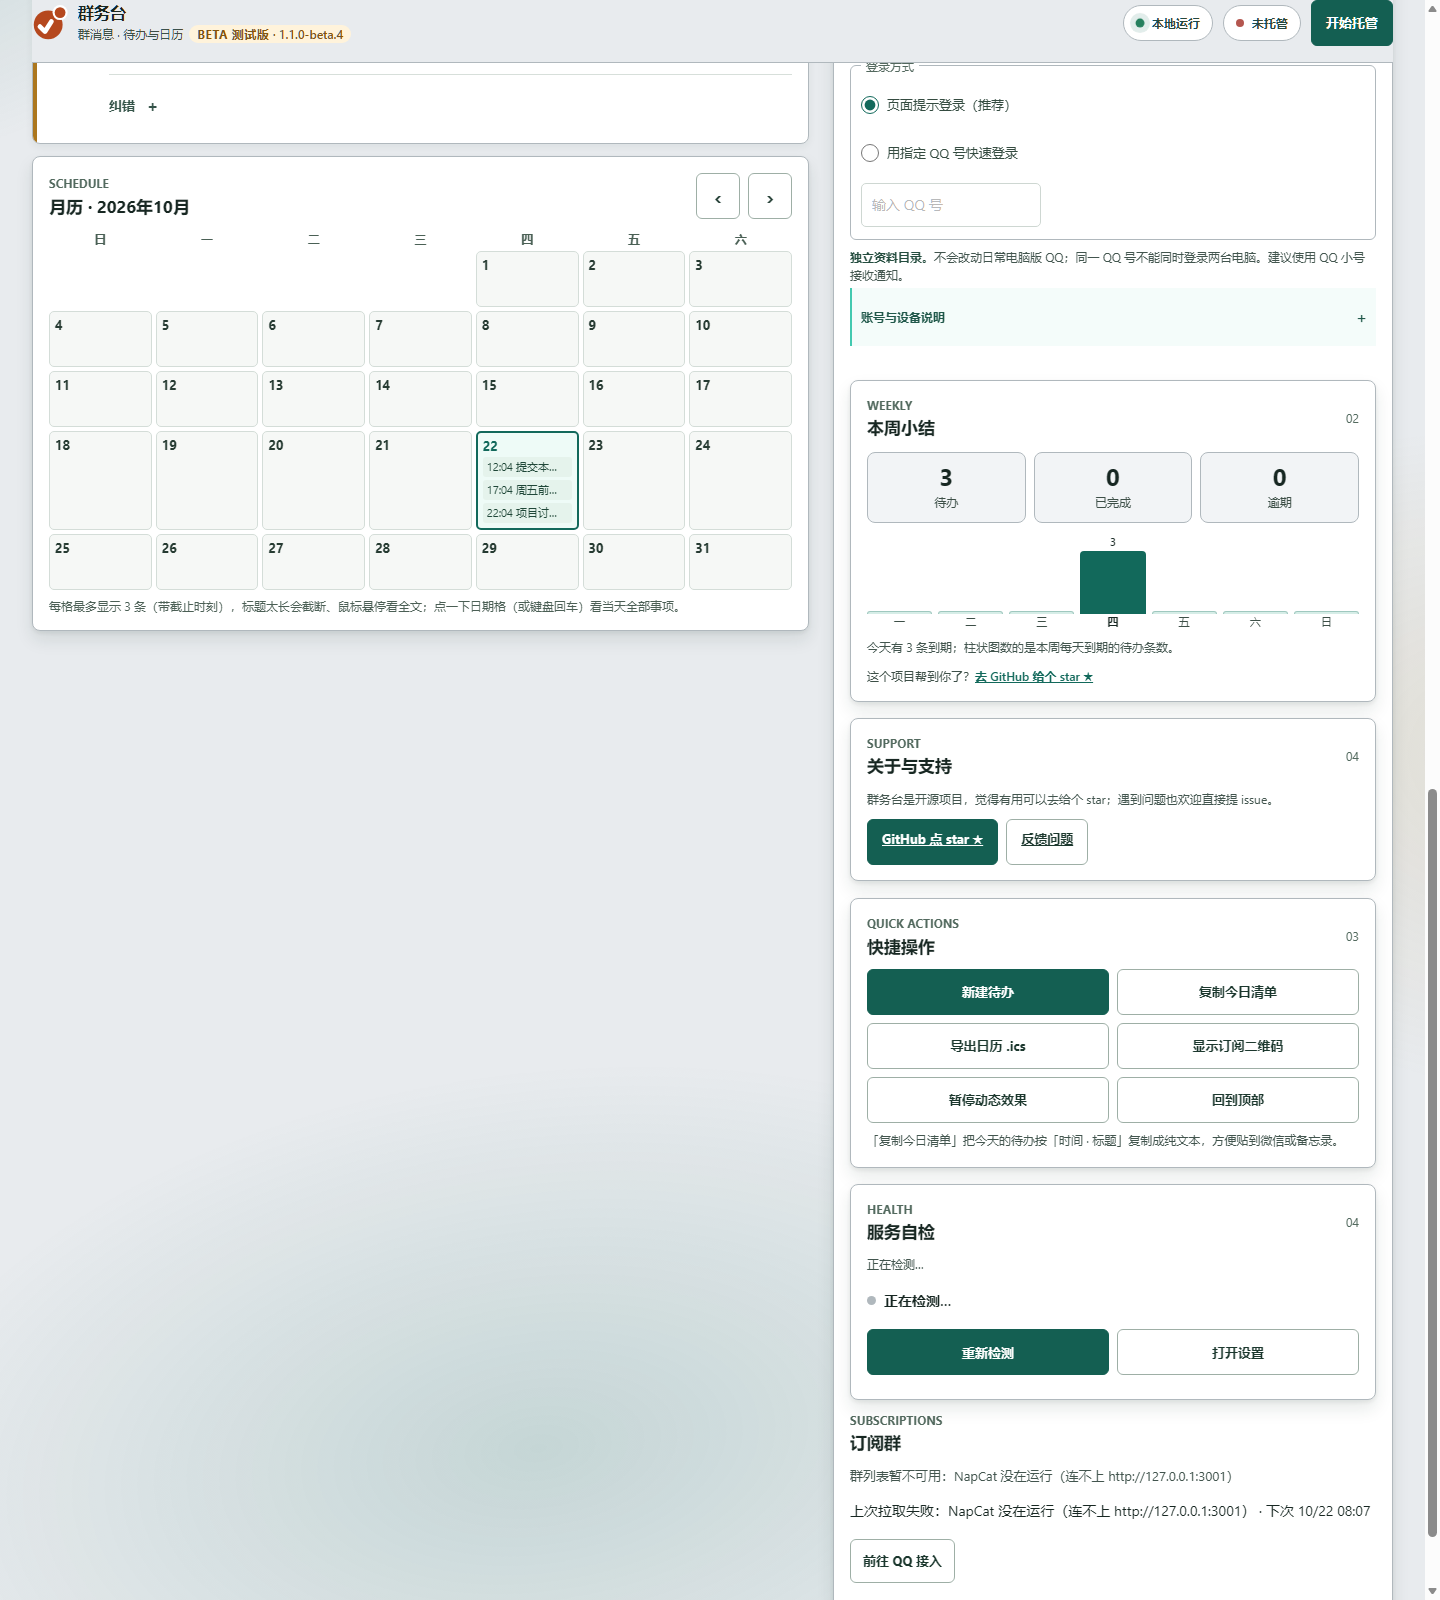 群务台
群消息 · 待办与日历 BETA 测试版 · 1.1.0-beta.4
本地运行
未托管
开始托管
纠错 +
SCHEDULE
月历 · 2026年10月
‹ ›
日 一 二 三 四 五 六
1 2 3
4 5 6 7 8 9 10
11 12 13 14 15 16 17
18 19 20 21 22 23 24
12:04 提交本...
17:04 周五前...
22:04 项目讨...
25 26 27 28 29 30 31
每格最多显示 3 条（带截止时刻），标题太长会截断、鼠标悬停看全文；点一下日期格（或键盘回车）看当天全部事项。
登录方式
页面提示登录（推荐）
用指定 QQ 号快速登录
输入 QQ 号
独立资料目录。不会改动日常电脑版 QQ；同一 QQ 号不能同时登录两台电脑。建议使用 QQ 小号
接收通知。
账号与设备说明 +
WEEKLY
本周小结
02
3 0 0
待办 已完成 逾期
3
一 二 三 四 五 六 日
今天有 3 条到期；柱状图数的是本周每天到期的待办条数。
这个项目帮到你了？去 GitHub 给个 star ★
SUPPORT
关于与支持
04
群务台是开源项目，觉得有用可以去给个 star；遇到问题也欢迎直接提 issue。
GitHub 点 star ★ 反馈问题
QUICK ACTIONS
快捷操作
03
新建待办 复制今日清单
导出日历 .ics 显示订阅二维码
暂停动态效果 回到顶部
「复制今日清单」把今天的待办按「时间 · 标题」复制成纯文本，方便贴到微信或备忘录。
HEALTH
服务自检
04
正在检测...
正在检测...
重新检测 打开设置
SUBSCRIPTIONS
订阅群
群列表暂不可用：NapCat 没在运行（连不上 http://127.0.0.1:3001）
上次拉取失败：NapCat 没在运行（连不上 http://127.0.0.1:3001） · 下次 10/22 08:07
前往 QQ 接入